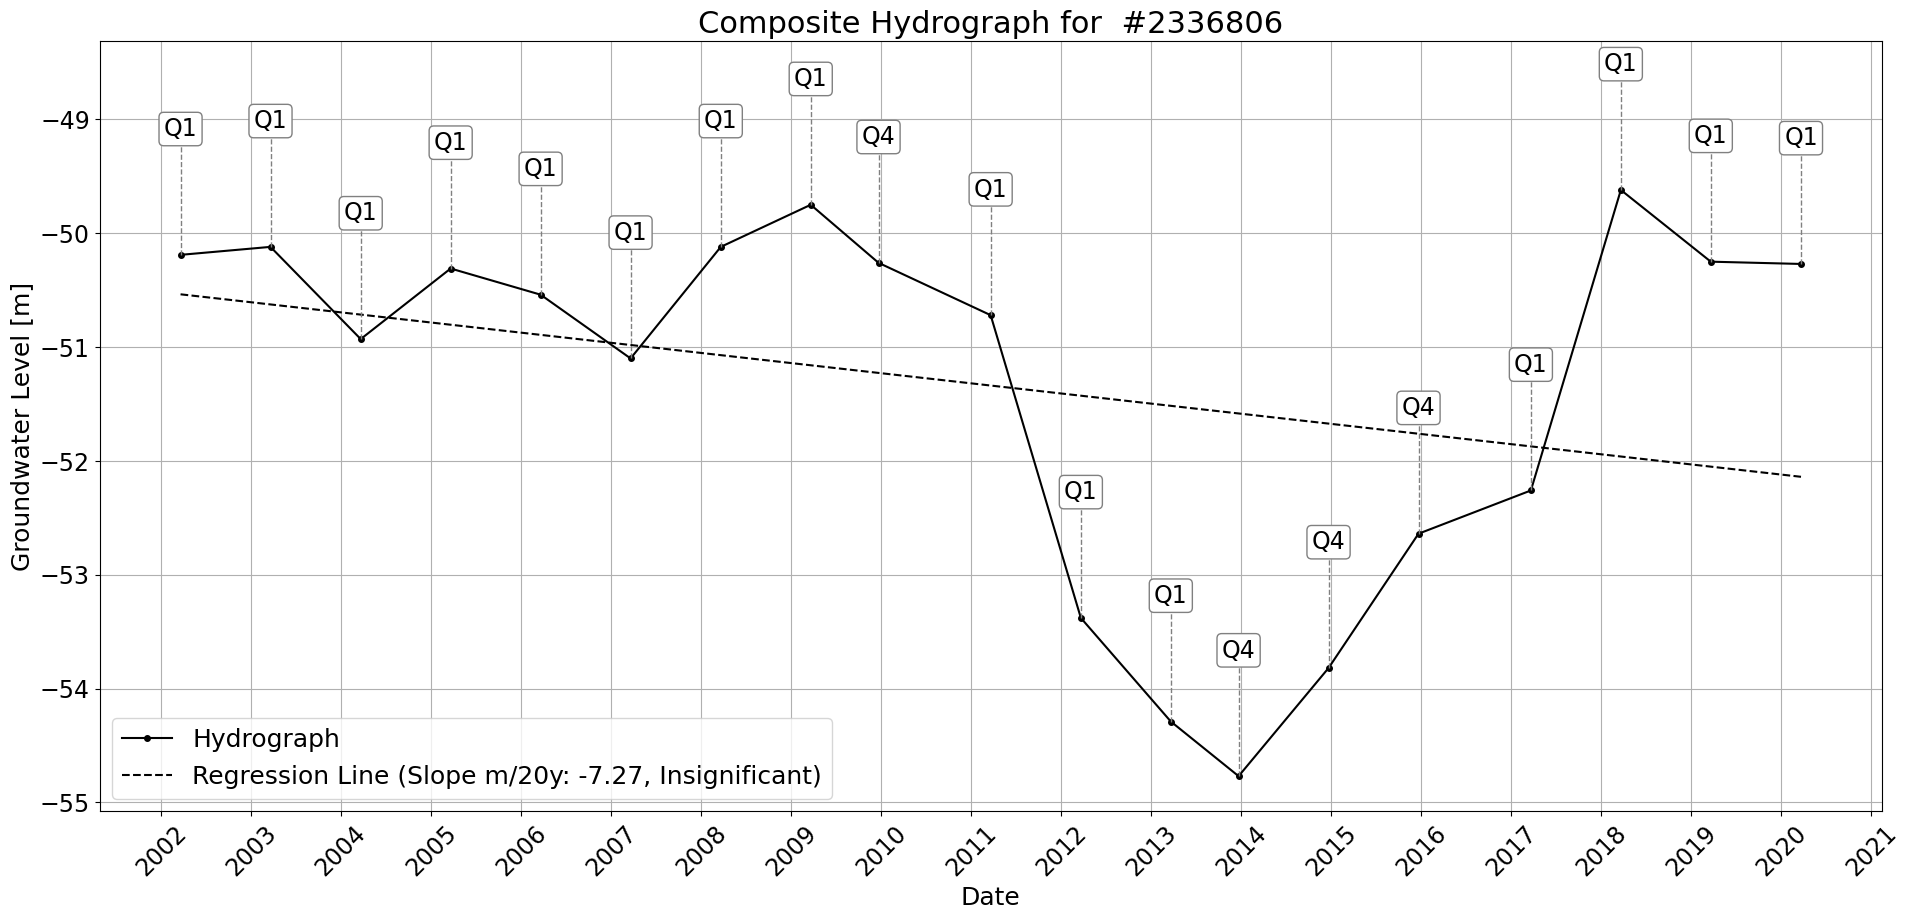 Composite Hydrograph for  #2336806
Q1
Q1
Q1
Q1
Q1
Q1
Q1
Q1
Q4
Q1
Q1
Q1
Q4
Q4
Q4
Q1
Q1
Q1
Q1
Groundwater Level [m]
−49
−50
−51
−52
−53
−54
−55
Hydrograph
Regression Line (Slope m/20y: -7.27, Insignificant)
2002
2003
2004
2005
2006
2007
2008
2009
2010
2011
2012
2013
2014
2015
2016
2017
2018
2019
2020
2021
Date